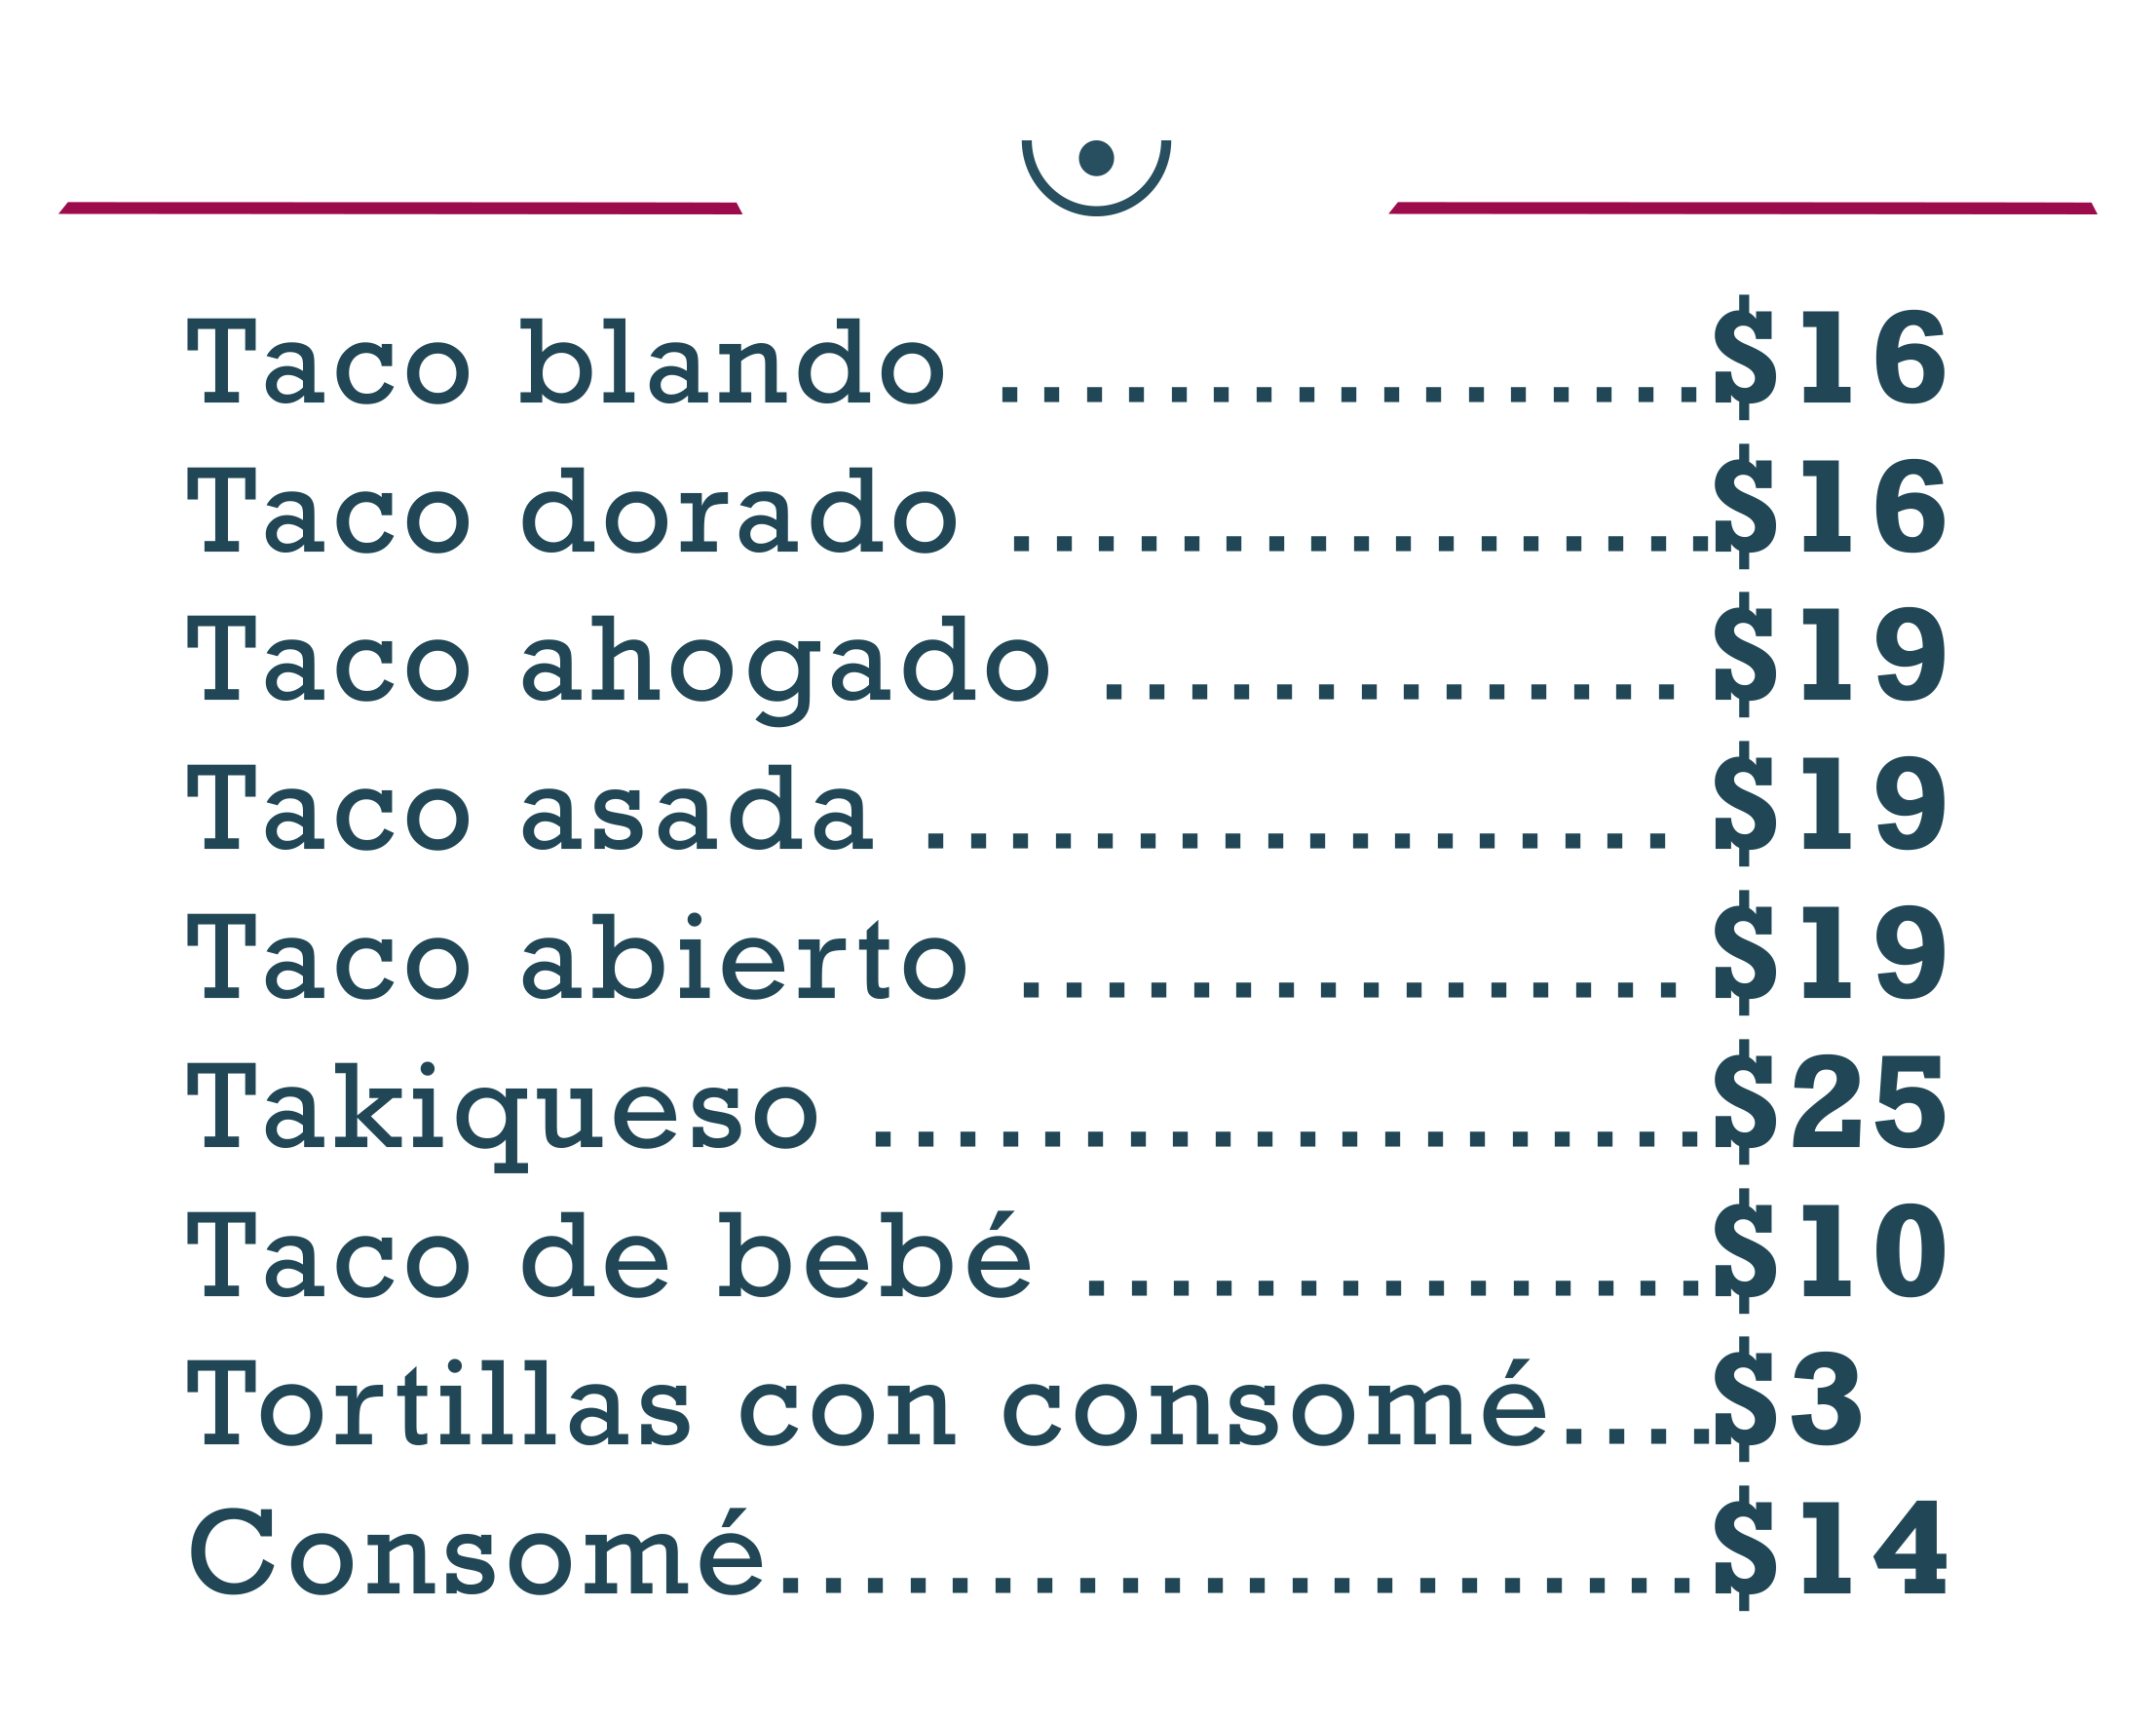 Taco blando .................$16
Taco dorado .................$16
Taco ahogado .............. $19
Taco asada .................. $19
Taco abierto ................ $19
Takiqueso ....................$25
Taco de bebé ...............$10
Tortillas con consomé....$3
Consomé......................$14